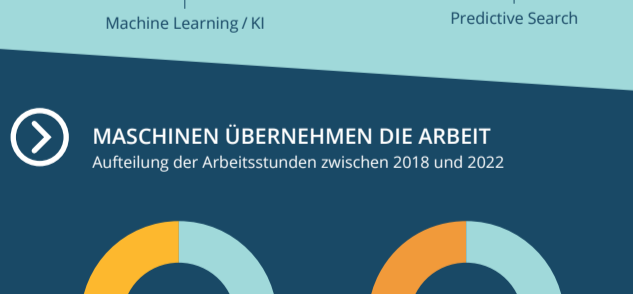 Machine Learning / KI
Predictive Search
MASCHINEN ÜBERNEHMEN DIE ARBEIT
Aufteilung der Arbeitsstunden zwischen 2018 und 2022